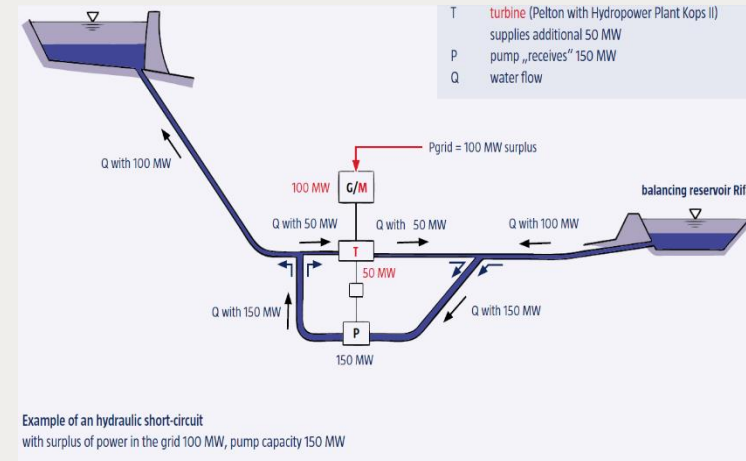 T turbine (Pelton with Hydropower Plant Kops II)
supplies additional 50 MW
P pump „receives” 150 MW
Q water flow
Pgrid = 100 MW surplus
Q with 100 MW
100 MW G/M
balancing reservoir Rif
Q with 50 MW Q with 50 MW Q with 100 MW
T
50 MW
Q with 150 MW Q with 150 MW
P
150 MW
Example of an hydraulic short-circuit
with surplus of power in the grid 100 MW, pump capacity 150 MW